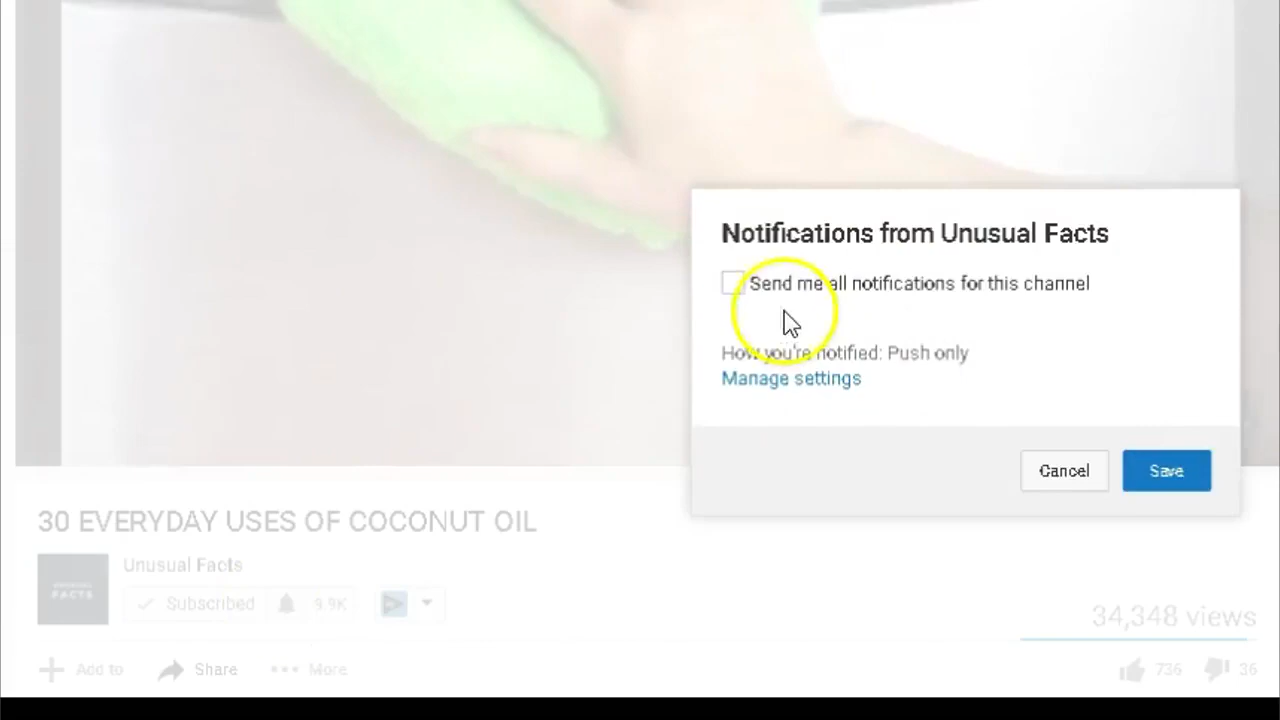 Notifications from Unusual Facts
Send me all notifications for this channel
How you're notified: Push only
Manage settings
Cancel
Save
30 EVERYDAY USES OF COCONUT OIL
FACTS
Unusual Facts
Subscribed 9.9K
34,348 views
Add to Share More 736 36